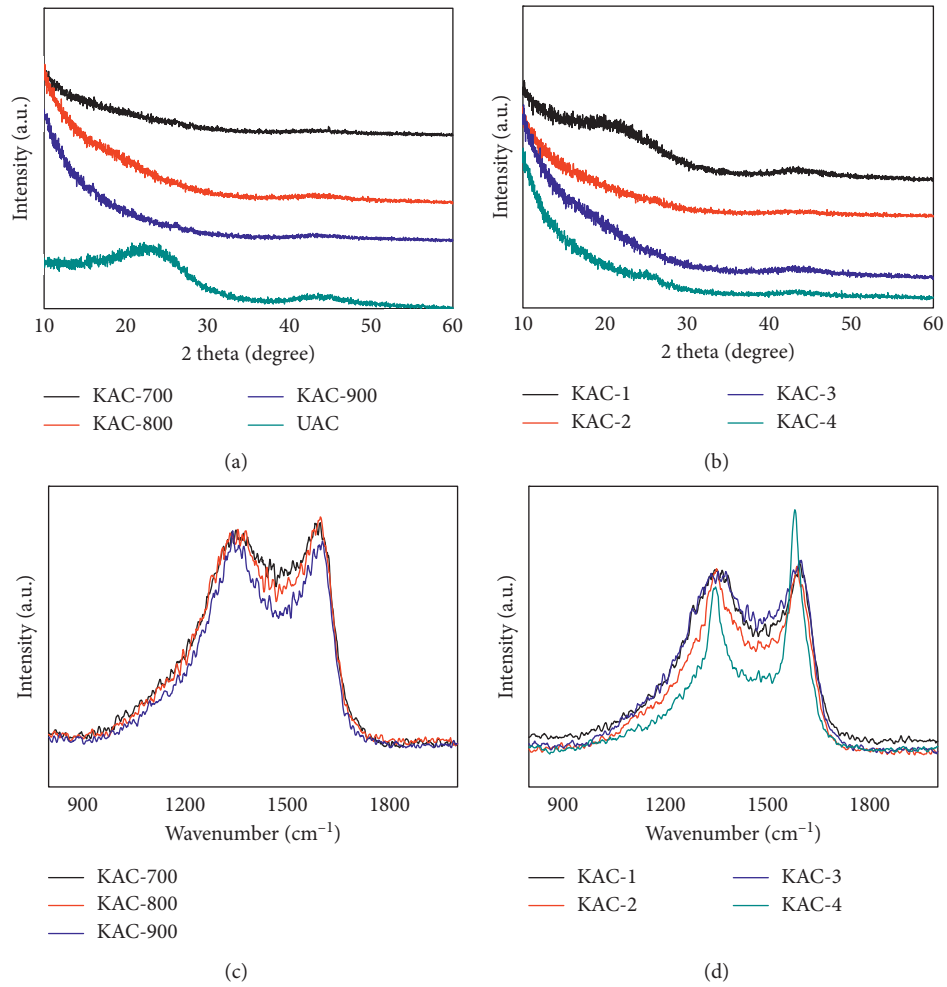 Intensity (a.u.)
10 20 30 40 50 60
2 theta (degree)
KAC-700 KAC-900
KAC-800 UAC
(a)
Intensity (a.u.)
10 20 30 40 50 60
2 theta (degree)
KAC-1 KAC-3
KAC-2 KAC-4
(b)
Intensity (a.u.)
900 1200 1500 1800
Wavenumber (cm⁻¹)
KAC-700
KAC-800
KAC-900
(c)
Intensity (a.u.)
900 1200 1500 1800
Wavenumber (cm⁻¹)
KAC-1 KAC-3
KAC-2 KAC-4
(d)